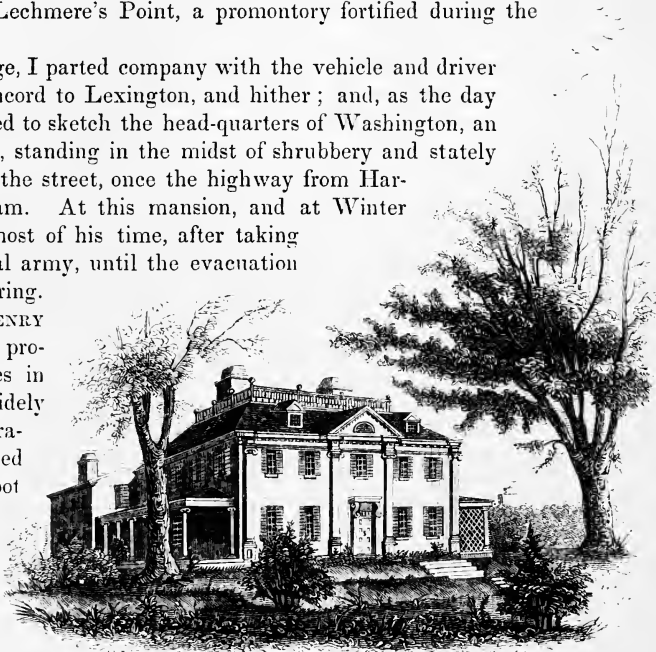 Lechmere's Point, a promontory fortified during the
ge, I parted company with the vehicle and driver
ncord to Lexington, and hither ; and, as the day
ed to sketch the head-quarters of Washington, an
, standing in the midst of shrubbery and stately
the street, once the highway from Har-
am. At this mansion, and at Winter
most of his time, after taking
al army, until the evacuation
ring.
ENRY
pro-
es in
idely
ra-
ed
oot